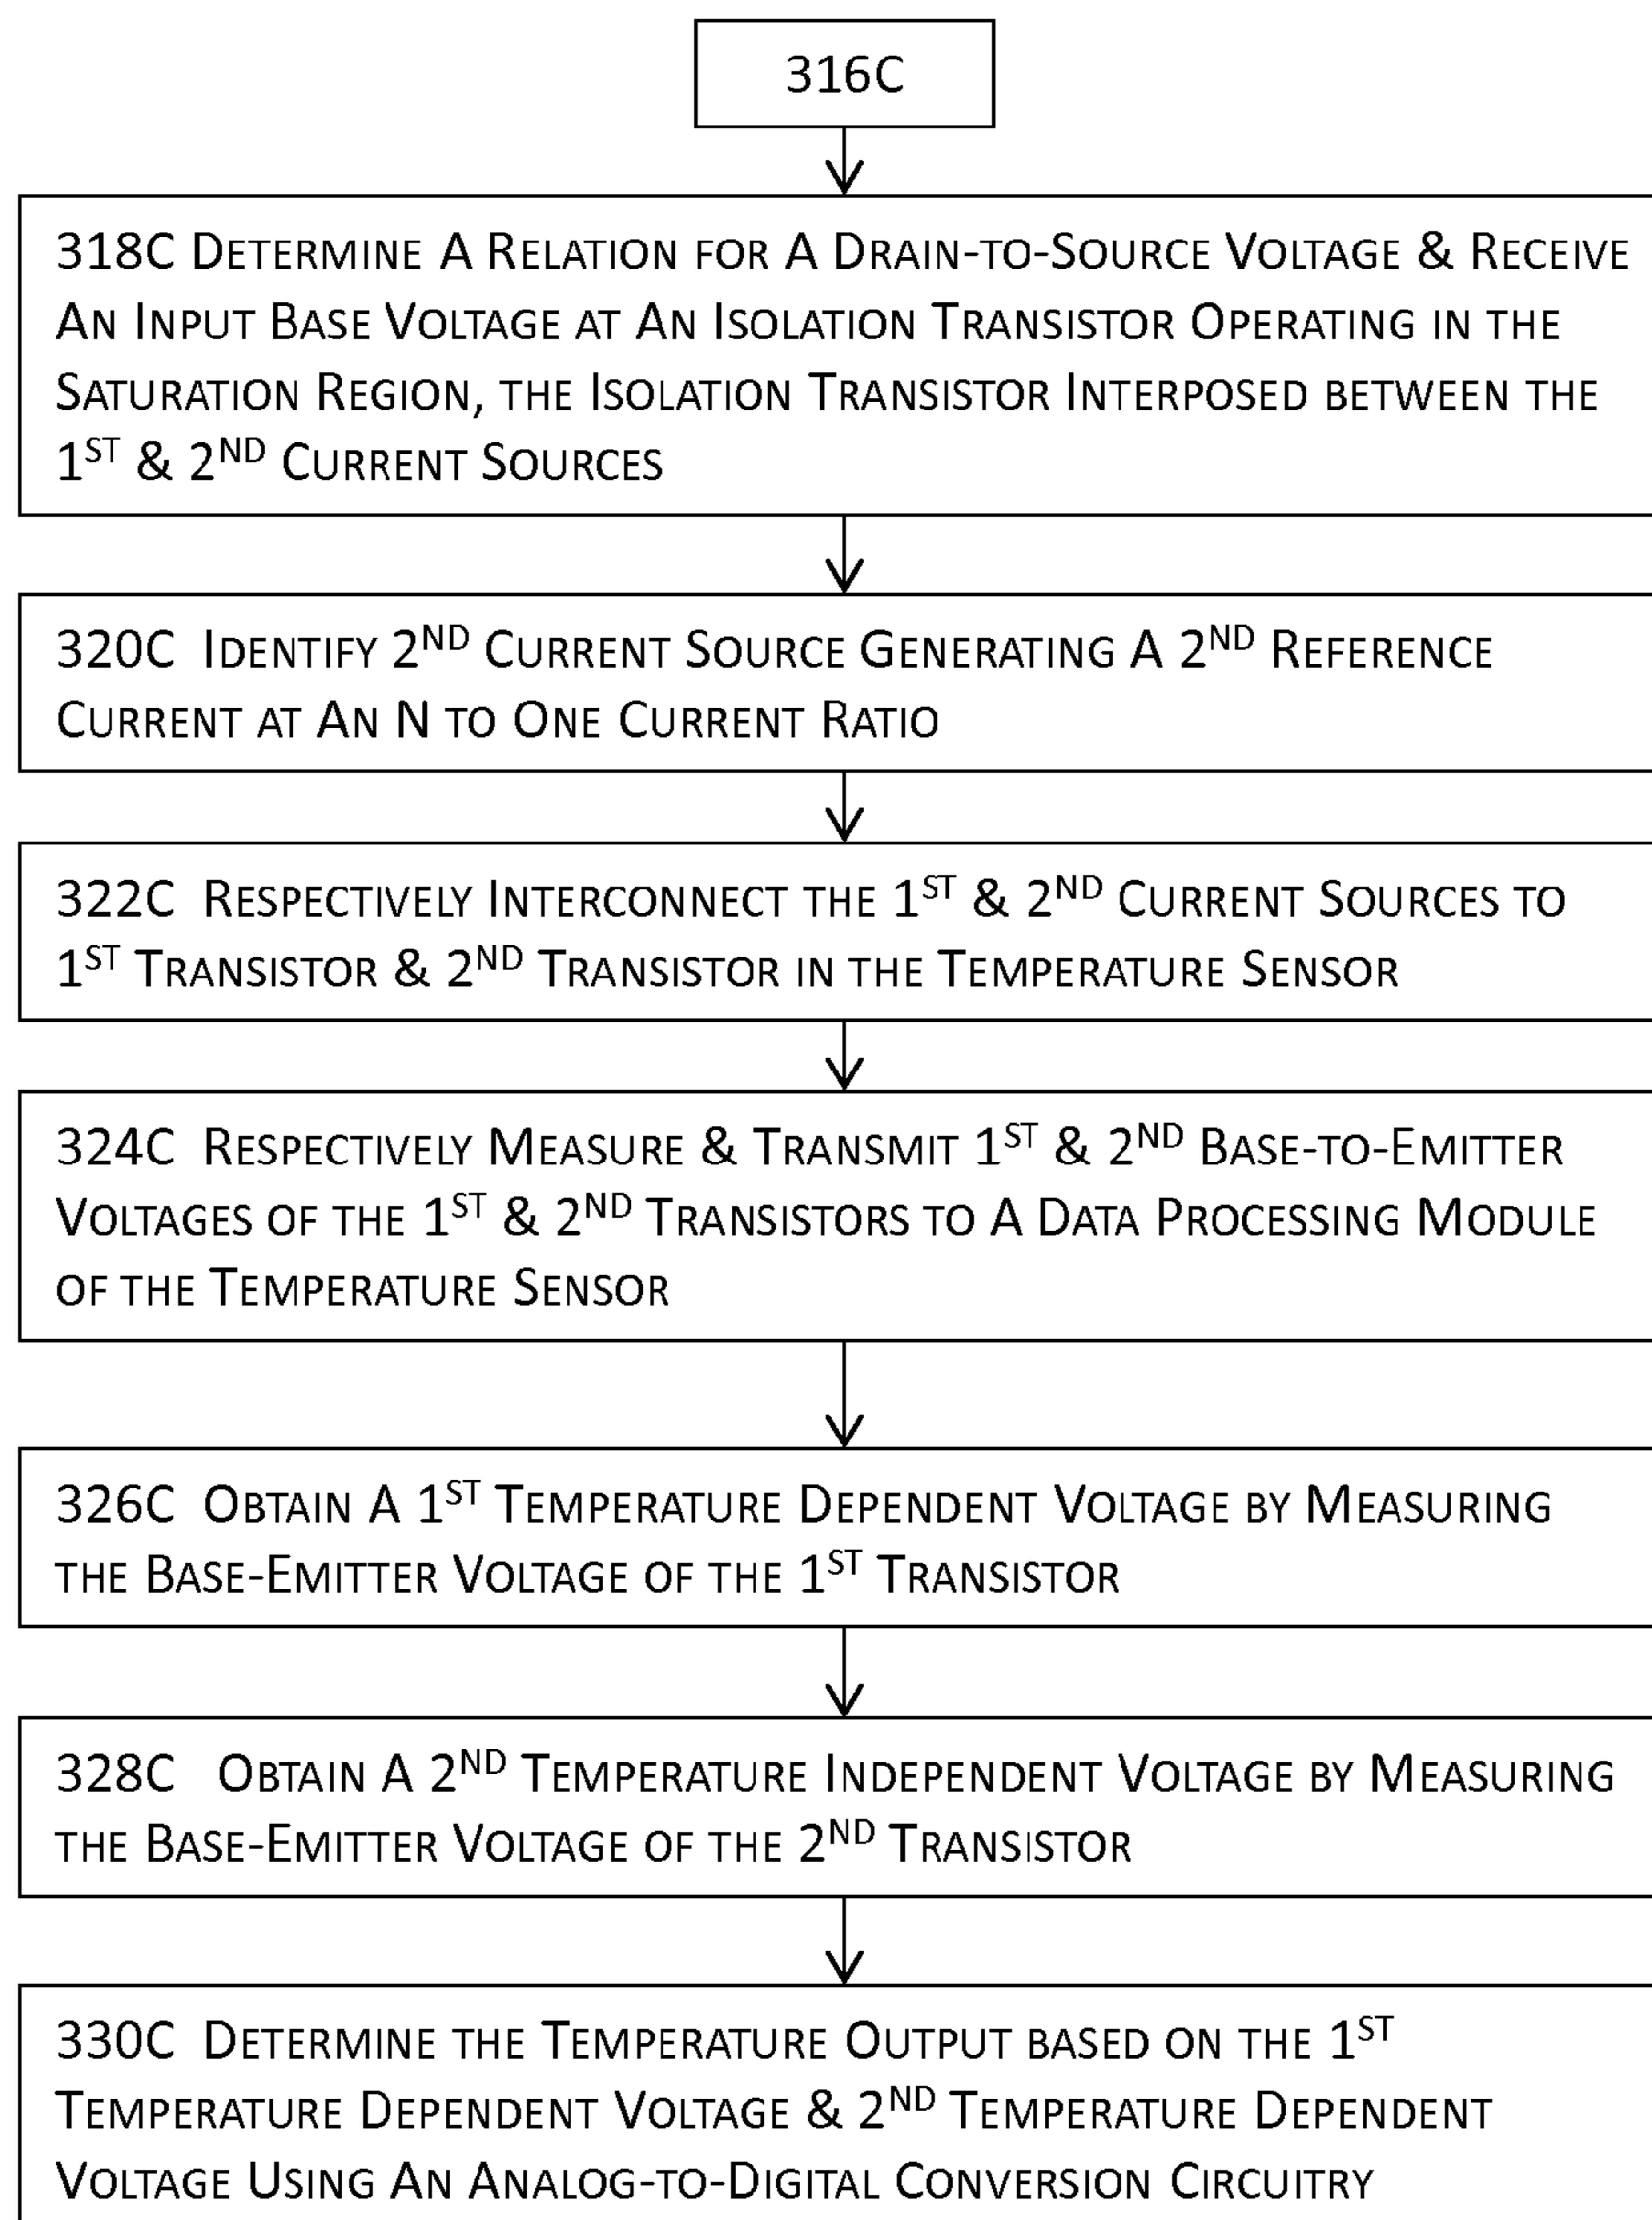 316C
318C DETERMINE A RELATION FOR A DRAIN-TO-SOURCE VOLTAGE & RECEIVE
AN INPUT BASE VOLTAGE AT AN ISOLATION TRANSISTOR OPERATING IN THE
SATURATION REGION, THE ISOLATION TRANSISTOR INTERPOSED BETWEEN THE
1ST & 2ND CURRENT SOURCES
320C IDENTIFY 2ND CURRENT SOURCE GENERATING A 2ND REFERENCE
CURRENT AT AN N TO ONE CURRENT RATIO
322C RESPECTIVELY INTERCONNECT THE 1ST & 2ND CURRENT SOURCES TO
1ST TRANSISTOR & 2ND TRANSISTOR IN THE TEMPERATURE SENSOR
324C RESPECTIVELY MEASURE & TRANSMIT 1ST & 2ND BASE-TO-EMITTER
VOLTAGES OF THE 1ST & 2ND TRANSISTORS TO A DATA PROCESSING MODULE
OF THE TEMPERATURE SENSOR
326C OBTAIN A 1ST TEMPERATURE DEPENDENT VOLTAGE BY MEASURING
THE BASE-EMITTER VOLTAGE OF THE 1ST TRANSISTOR
328C OBTAIN A 2ND TEMPERATURE INDEPENDENT VOLTAGE BY MEASURING
THE BASE-EMITTER VOLTAGE OF THE 2ND TRANSISTOR
330C DETERMINE THE TEMPERATURE OUTPUT BASED ON THE 1ST
TEMPERATURE DEPENDENT VOLTAGE & 2ND TEMPERATURE DEPENDENT
VOLTAGE USING AN ANALOG-TO-DIGITAL CONVERSION CIRCUITRY